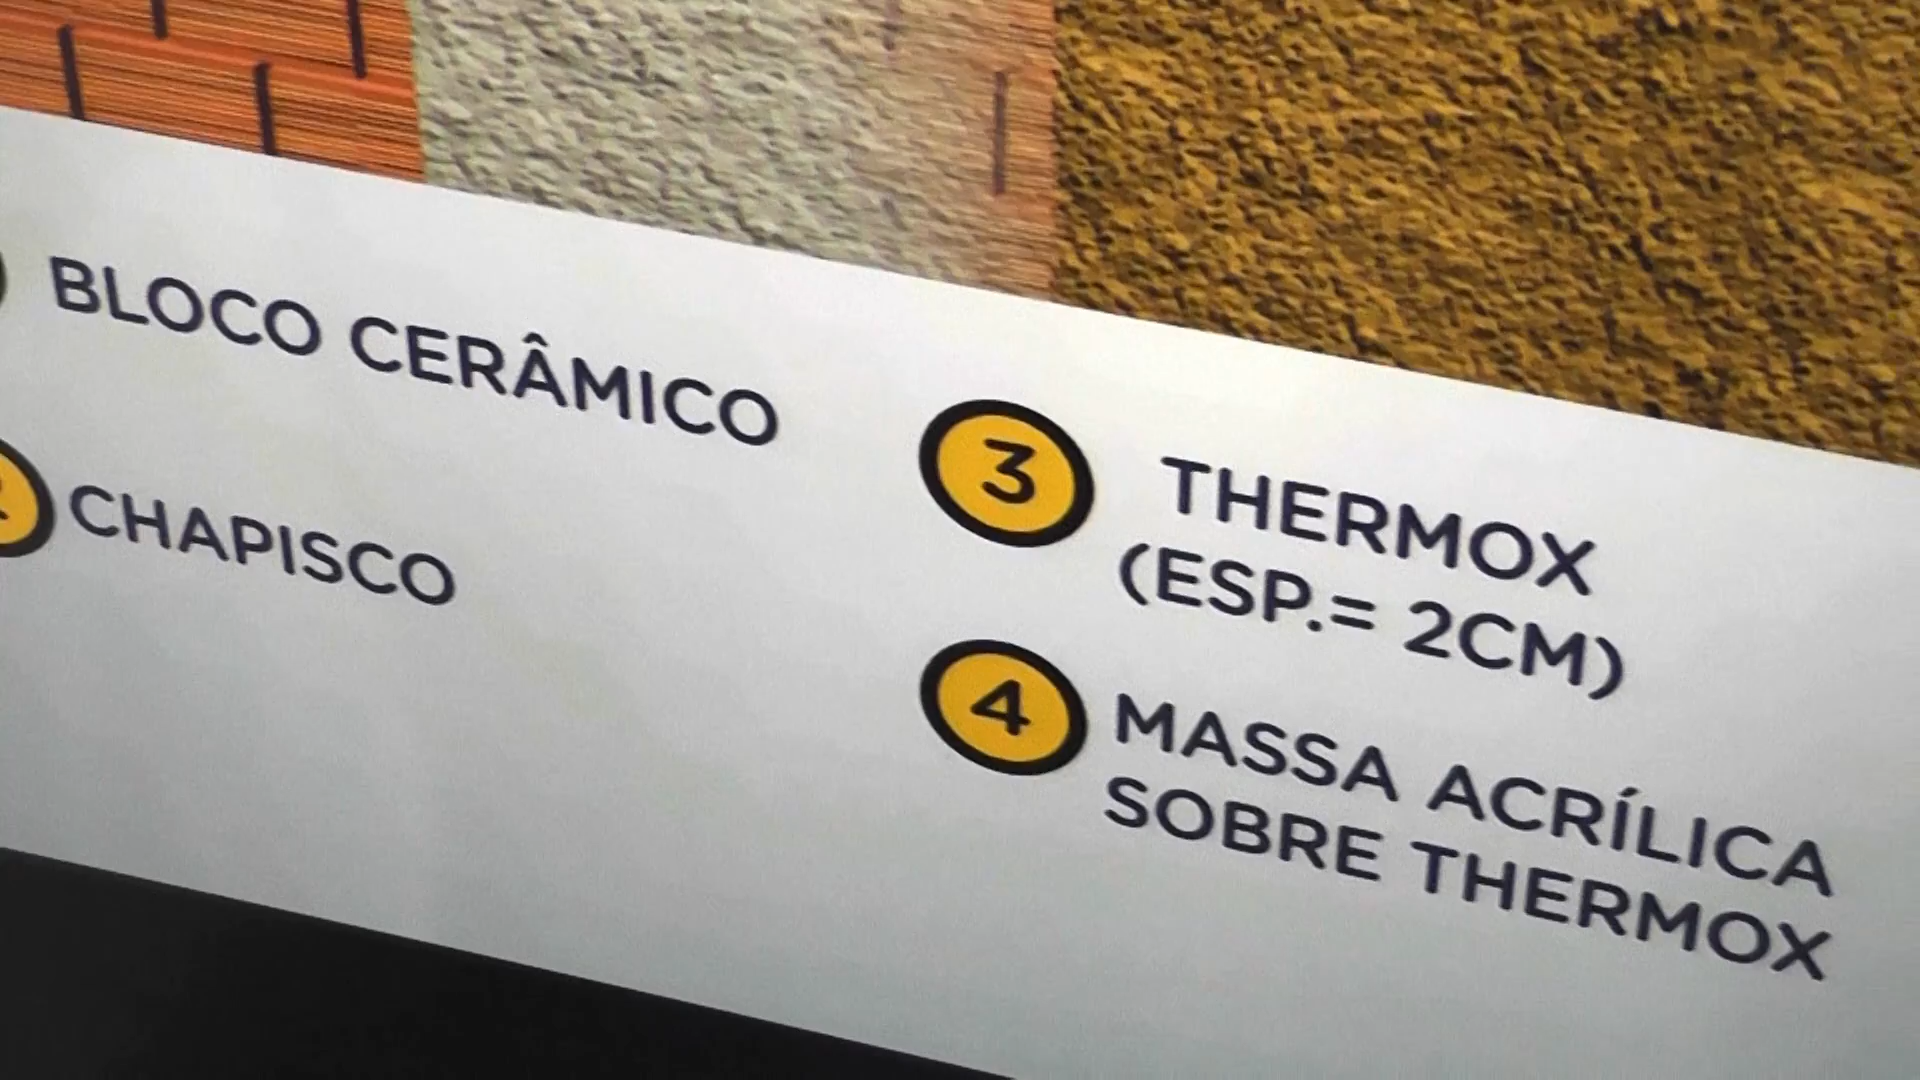 BLOCO CERÂMICO
CHAPISCO
3 THERMOX
(ESP.= 2CM)
4 MASSA ACRÍLICA
SOBRE THERMOX